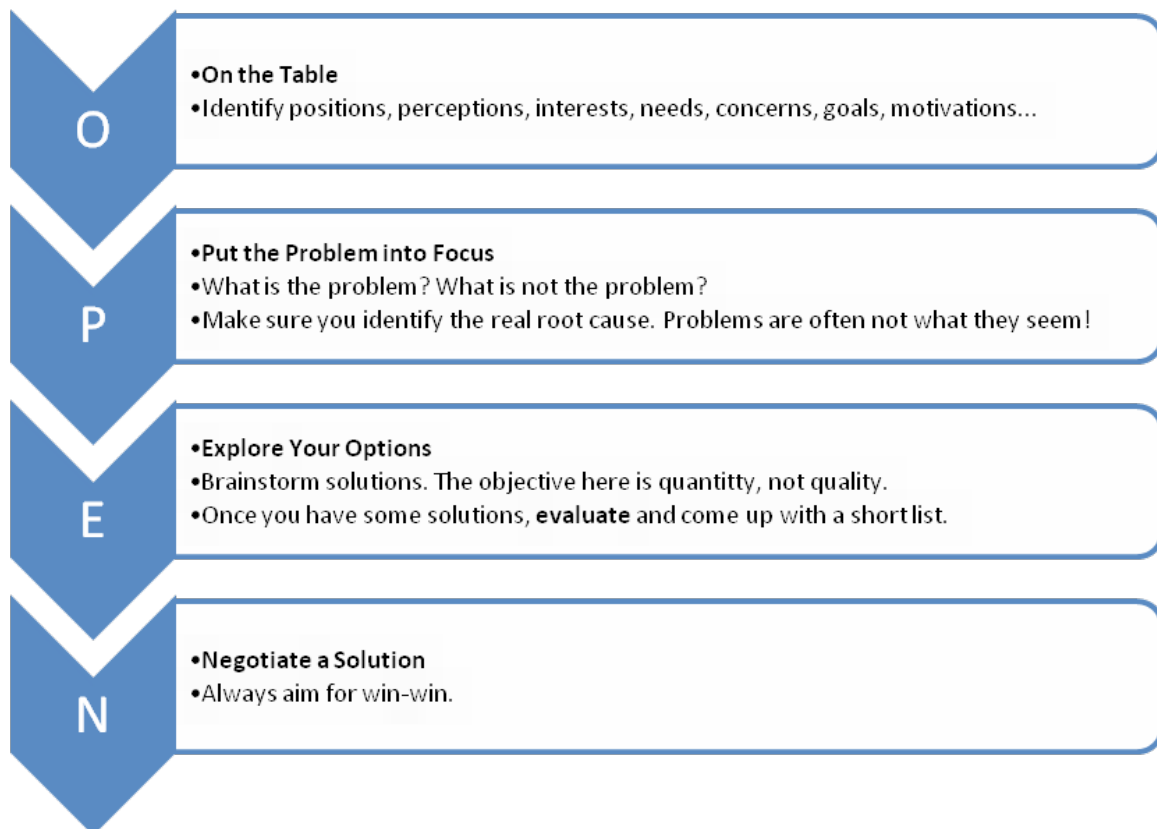 O
•On the Table
•Identify positions, perceptions, interests, needs, concerns, goals, motivations...
P
•Put the Problem into Focus
•What is the problem? What is not the problem?
•Make sure you identify the real root cause. Problems are often not what they seem!
E
•Explore Your Options
•Brainstorm solutions. The objective here is quantitty, not quality.
•Once you have some solutions, evaluate and come up with a short list.
N
•Negotiate a Solution
•Always aim for win-win.